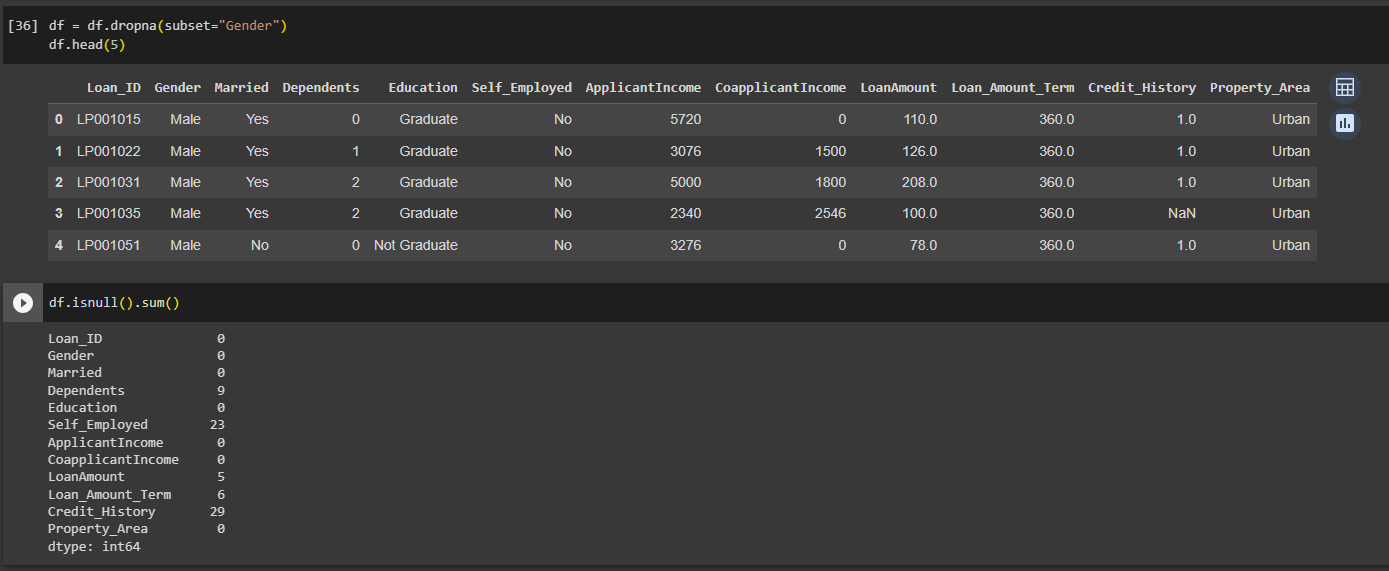 [36] df = df.dropna(subset="Gender")
df.head(5)
Loan_ID Gender Married Dependents Education Self_Employed ApplicantIncome CoapplicantIncome LoanAmount Loan_Amount_Term Credit_History Property_Area
0 LP001015 Male Yes 0 Graduate No 5720 0 110.0 360.0 1.0 Urban
1 LP001022 Male Yes 1 Graduate No 3076 1500 126.0 360.0 1.0 Urban
2 LP001031 Male Yes 2 Graduate No 5000 1800 208.0 360.0 1.0 Urban
3 LP001035 Male Yes 2 Graduate No 2340 2546 100.0 360.0 NaN Urban
4 LP001051 Male No 0 Not Graduate No 3276 0 78.0 360.0 1.0 Urban
df.isnull().sum()
Loan_ID 0
Gender 0
Married 0
Dependents 9
Education 0
Self_Employed 23
ApplicantIncome 0
CoapplicantIncome 0
LoanAmount 5
Loan_Amount_Term 6
Credit_History 29
Property_Area 0
dtype: int64